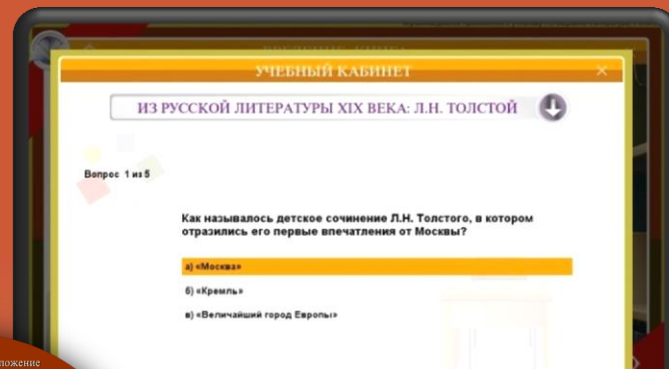 УЧЕБНЫЙ КАБИНЕТ
ИЗ РУССКОЙ ЛИТЕРАТУРЫ XIX ВЕКА: Л.Н. ТОЛСТОЙ
Вопрос 1 из 5
Как называлось детское сочинение Л.Н. Толстого, в котором
отразились его первые впечатления от Москвы?
а) «Москва»
б) «Кремль»
в) «Величайший город Европы»
ложение